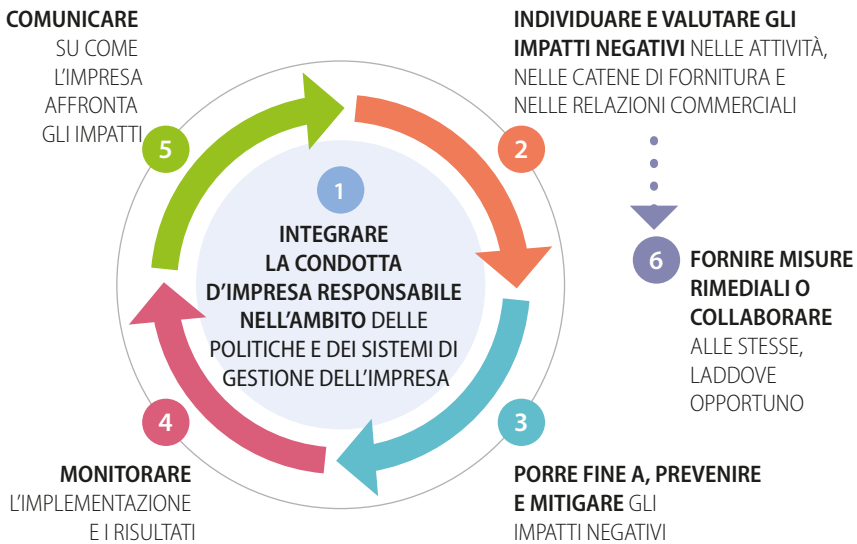 1
INTEGRARE
LA CONDOTTA
D'IMPRESA RESPONSABILE
NELL'AMBITO DELLE
POLITICHE E DEI SISTEMI DI
GESTIONE DELL'IMPRESA
2
INDIVIDUARE E VALUTARE GLI
IMPATTI NEGATIVI NELLE ATTIVITÀ,
NELLE CATENE DI FORNITURA E
NELLE RELAZIONI COMMERCIALI
3
PORRE FINE A, PREVENIRE
E MITIGARE GLI
IMPATTI NEGATIVI
4
MONITORARE
L'IMPLEMENTAZIONE
E I RISULTATI
5
COMUNICARE
SU COME
L'IMPRESA
AFFRONTA
GLI IMPATTI
6
FORNIRE MISURE
RIMEDIALI O
COLLABORARE
ALLE STESSE,
LADDOVE
OPPORTUNO